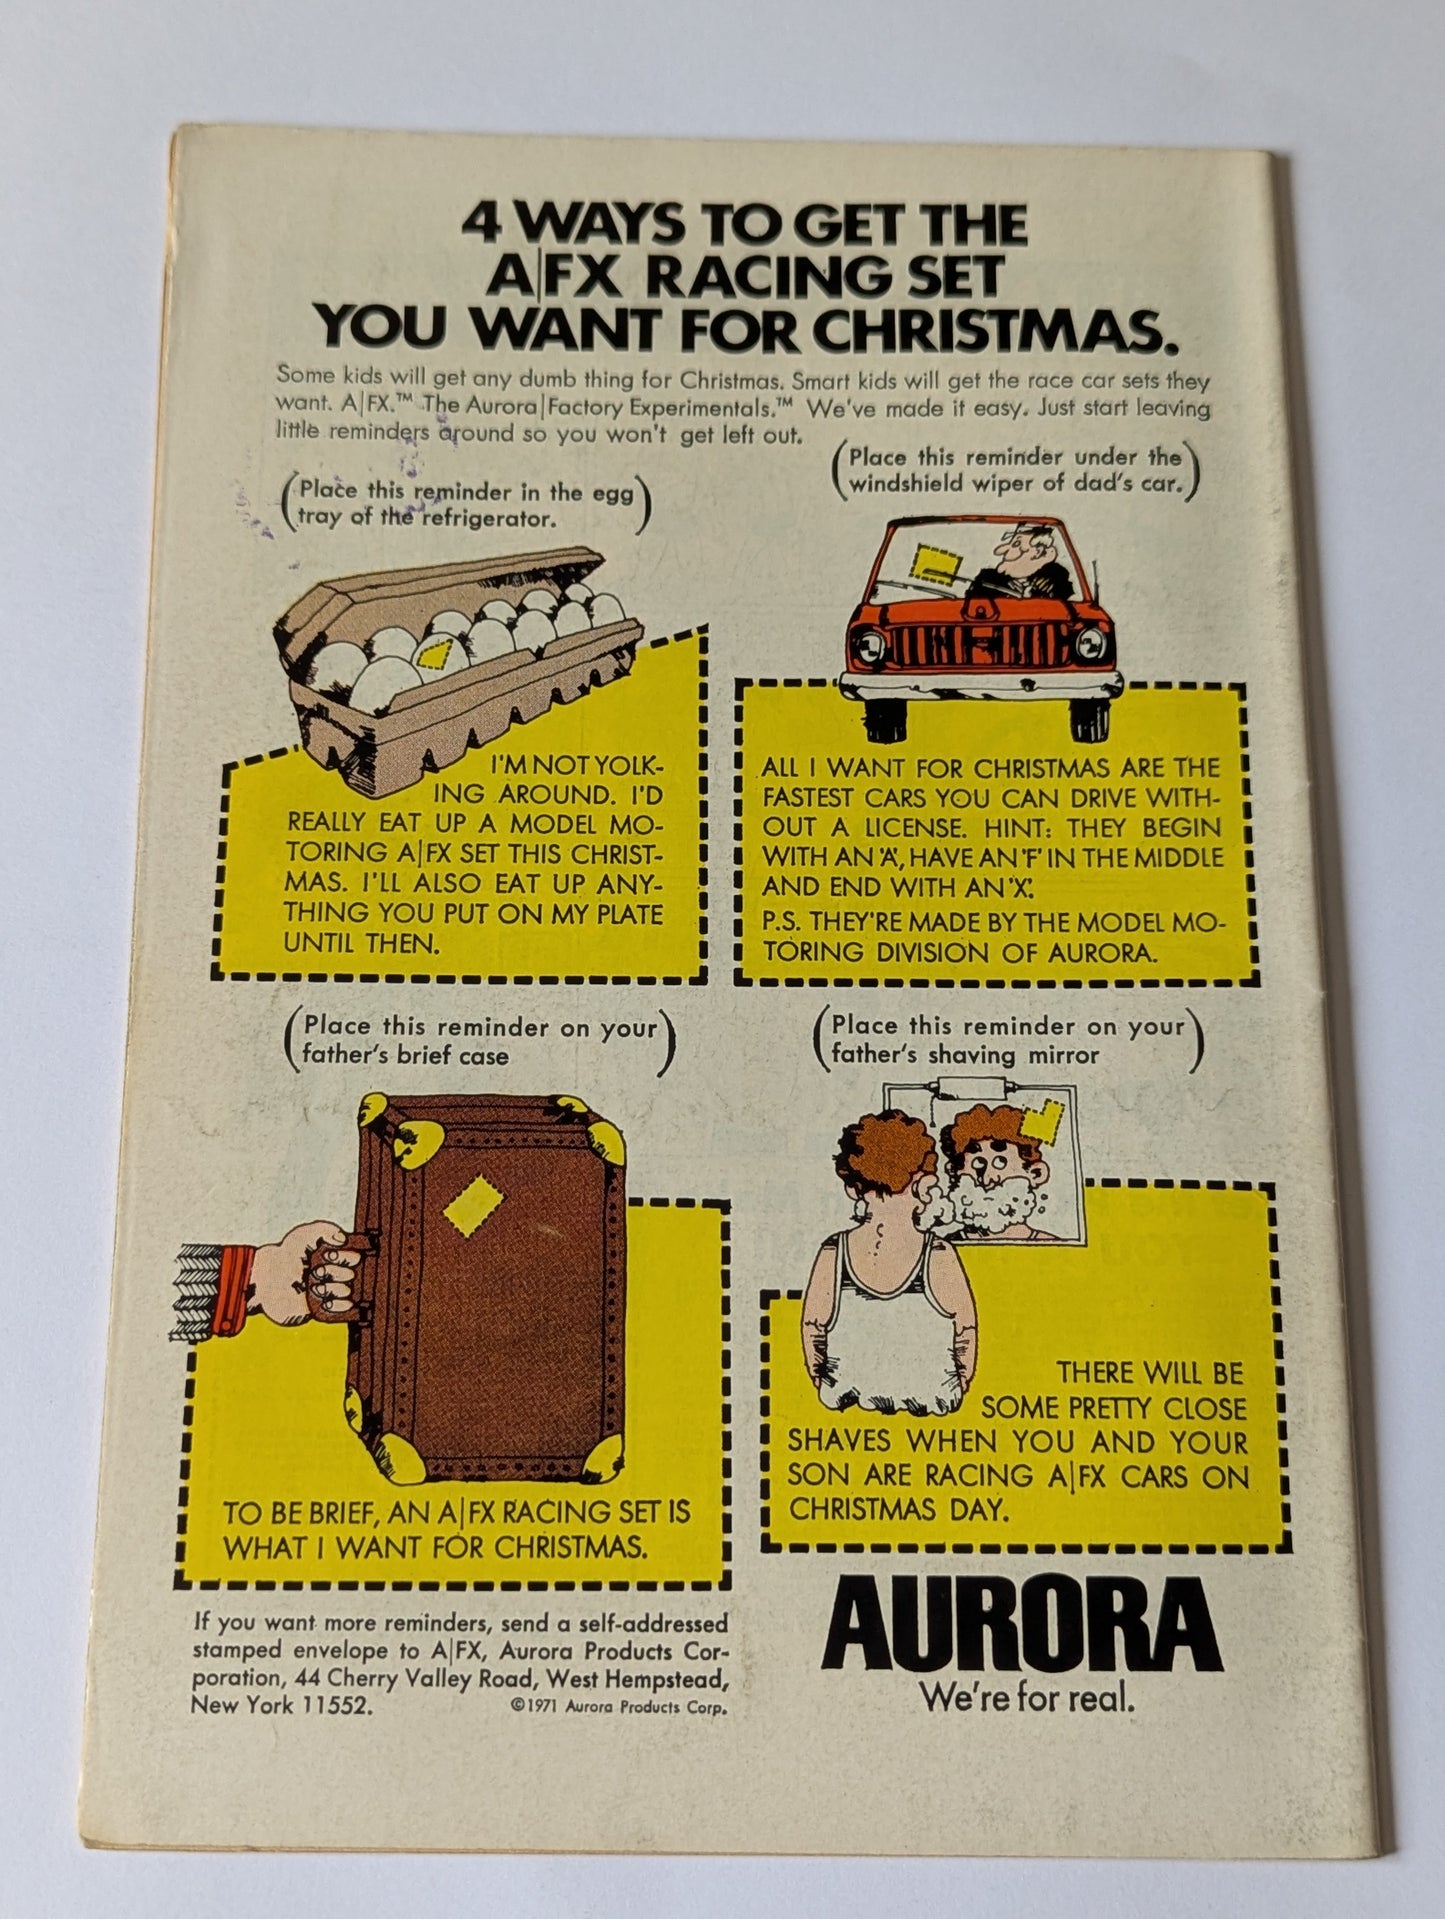 4 WAYS TO GET THE
A|FX RACING SET
YOU WANT FOR CHRISTMAS.
Some kids will get any dumb thing for Christmas. Smart kids will get the race car sets they
want. A|FX.™ The Aurora|Factory Experimentals.™ We've made it easy. Just start leaving
little reminders around so you won't get left out.
(Place this reminder in the egg
tray of the refrigerator.)
(Place this reminder under the
windshield wiper of dad's car.)
I'M NOT YOLK-
ING AROUND. I'D
REALLY EAT UP A MODEL MO-
TORING A|FX SET THIS CHRIST-
MAS. I'LL ALSO EAT UP ANY-
THING YOU PUT ON MY PLATE
UNTIL THEN.
ALL I WANT FOR CHRISTMAS ARE THE
FASTEST CARS YOU CAN DRIVE WITH-
OUT A LICENSE. HINT: THEY BEGIN
WITH AN 'A', HAVE AN 'F' IN THE MIDDLE
AND END WITH AN 'X'.
P.S. THEY'RE MADE BY THE MODEL MO-
TORING DIVISION OF AURORA.
(Place this reminder on your
father's brief case)
(Place this reminder on your
father's shaving mirror)
TO BE BRIEF, AN A|FX RACING SET IS
WHAT I WANT FOR CHRISTMAS.
THERE WILL BE
SOME PRETTY CLOSE
SHAVES WHEN YOU AND YOUR
SON ARE RACING A|FX CARS ON
CHRISTMAS DAY.
If you want more reminders, send a self-addressed
stamped envelope to A|FX, Aurora Products Cor-
poration, 44 Cherry Valley Road, West Hempstead,
New York 11552. ©1971 Aurora Products Corp.
AURORA
We're for real.